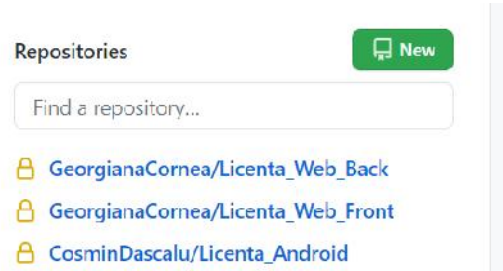 Repositories
New
Find a repository...
GeorgianaCornea/Licenta_Web_Back
GeorgianaCornea/Licenta_Web_Front
CosminDascalu/Licenta_Android